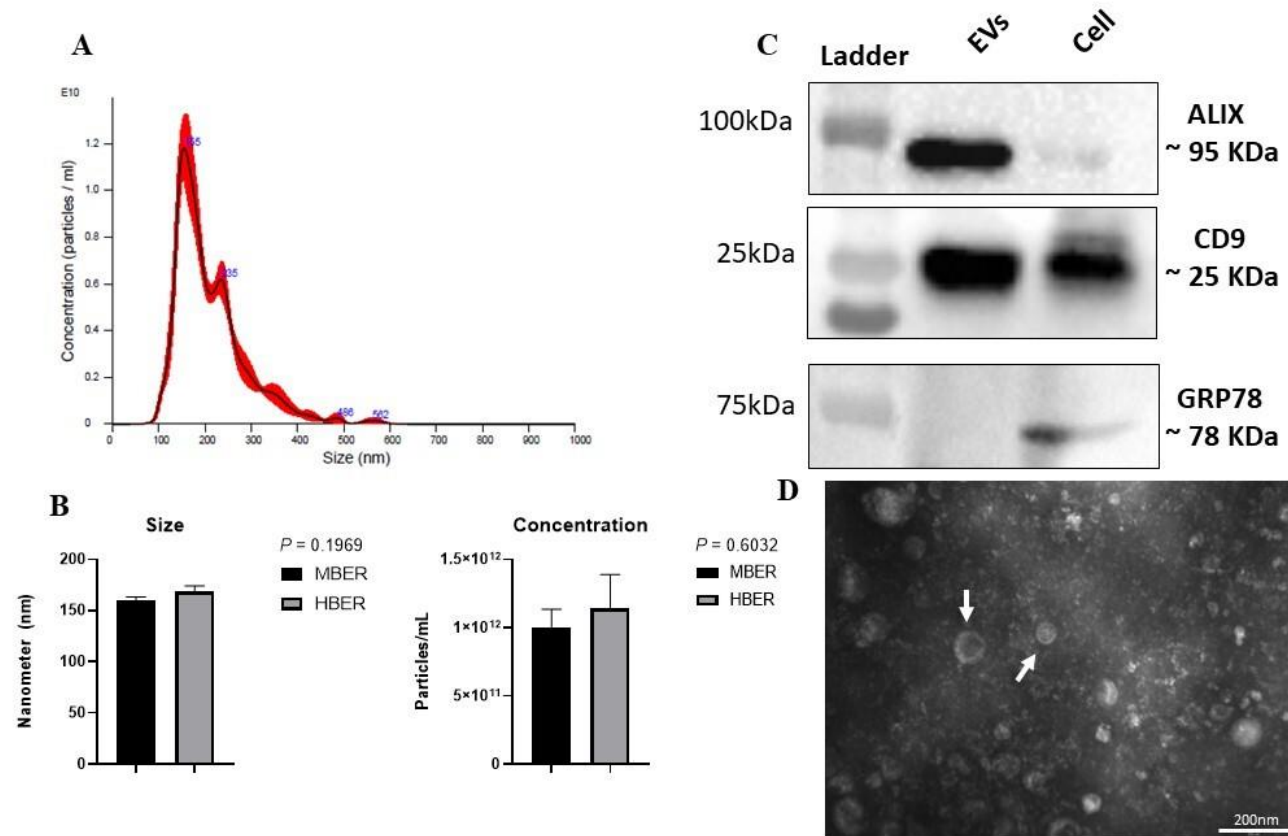 A
E10
Concentration (particles / ml)
1.2
1.0
0.8
0.6
0.4
0.2
0
165
235
486
562
0 100 200 300 400 500 600 700 800 900 1000
Size (nm)
B
Size
P = 0.1969
MBER
HBER
Nanometer (nm)
200
150
100
50
0
Concentration
P = 0.6032
MBER
HBER
Particles/mL
1.5×10¹²
1×10¹²
5×10¹¹
0
C
Ladder EVs Cell
100kDa
ALIX
~ 95 KDa
25kDa
CD9
~ 25 KDa
75kDa
GRP78
~ 78 KDa
D
200nm